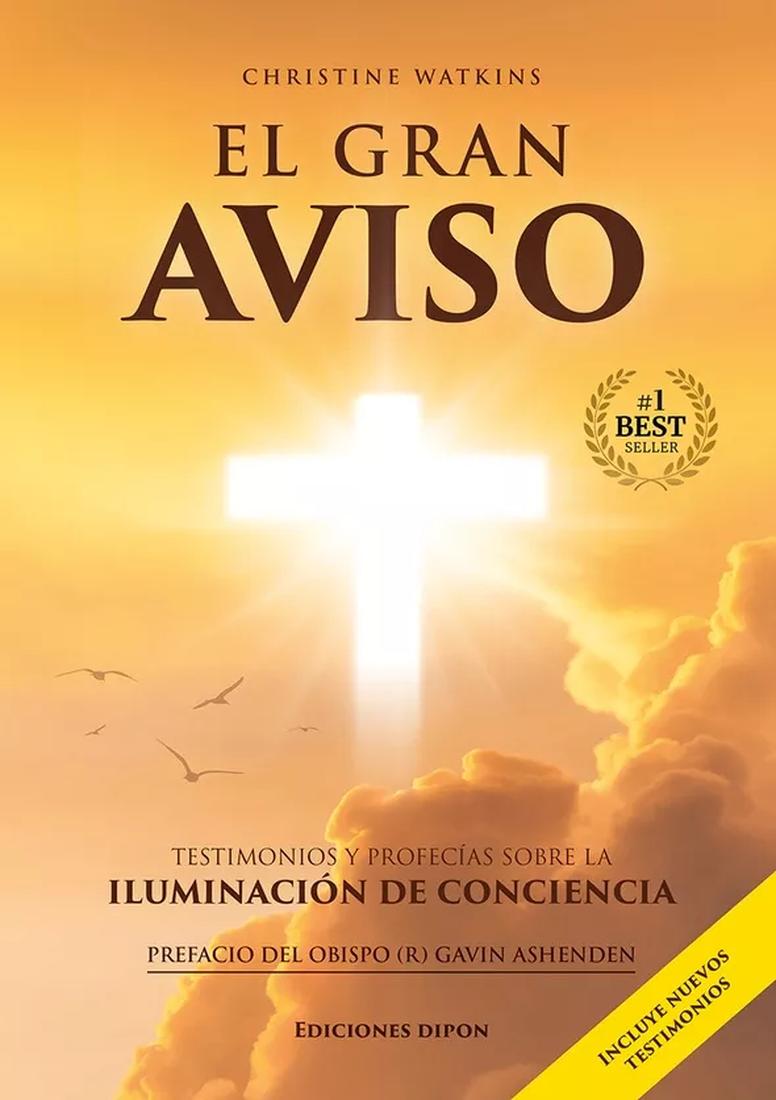 CHRISTINE WATKINS
EL GRAN
AVISO
#1
BEST
SELLER
TESTIMONIOS Y PROFECÍAS SOBRE LA
ILUMINACIÓN DE CONCIENCIA
PREFACIO DEL OBISPO (R) GAVIN ASHENDEN
EDICIONES DIPON
INCLUYE NUEVOS
TESTIMONIOS